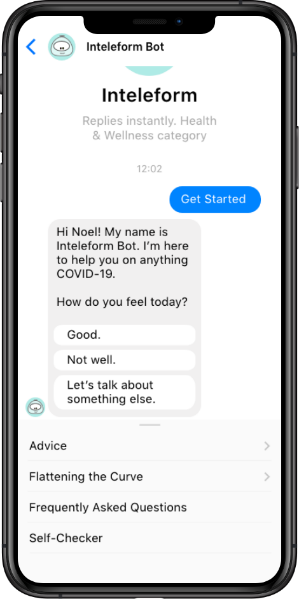 Inteleform Bot
Inteleform
Replies instantly. Health
& Wellness category
12:02
Get Started
Hi Noel! My name is
Inteleform Bot. I’m here
to help you on anything
COVID-19.
How do you feel today?
Good.
Not well.
Let’s talk about
something else.
Advice
Flattening the Curve
Frequently Asked Questions
Self-Checker